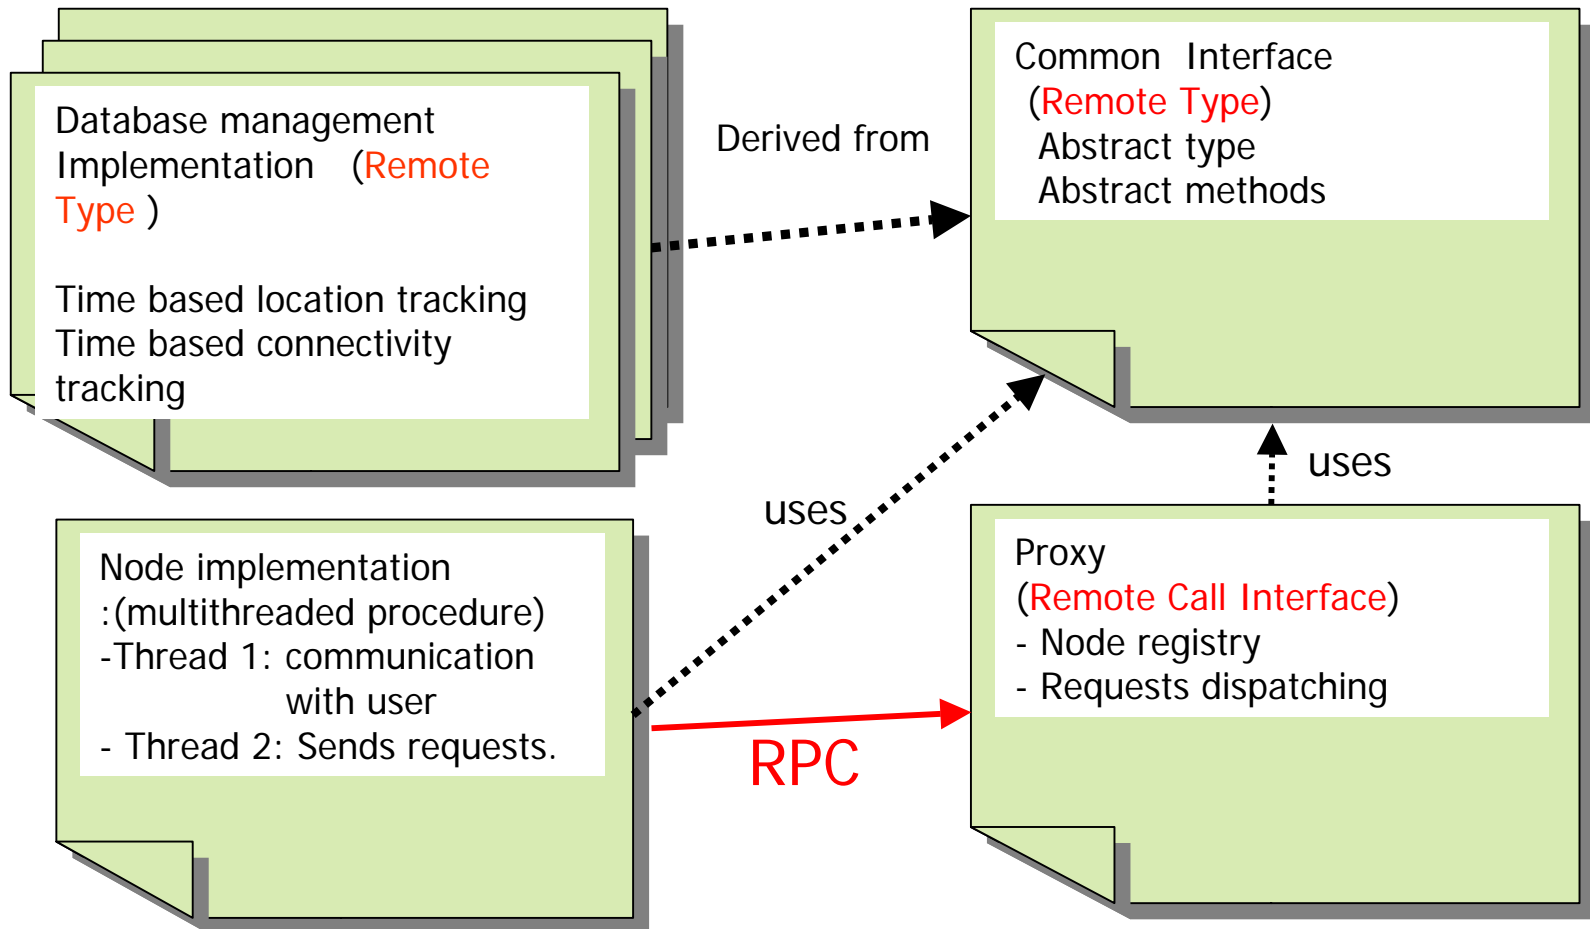 Database management
Implementation (Remote
Type )
Time based location tracking
Time based connectivity
tracking
Derived from
Common Interface
(Remote Type)
Abstract type
Abstract methods
uses
uses
Node implementation
:(multithreaded procedure)
-Thread 1: communication
with user
- Thread 2: Sends requests.
RPC
Proxy
(Remote Call Interface)
- Node registry
- Requests dispatching